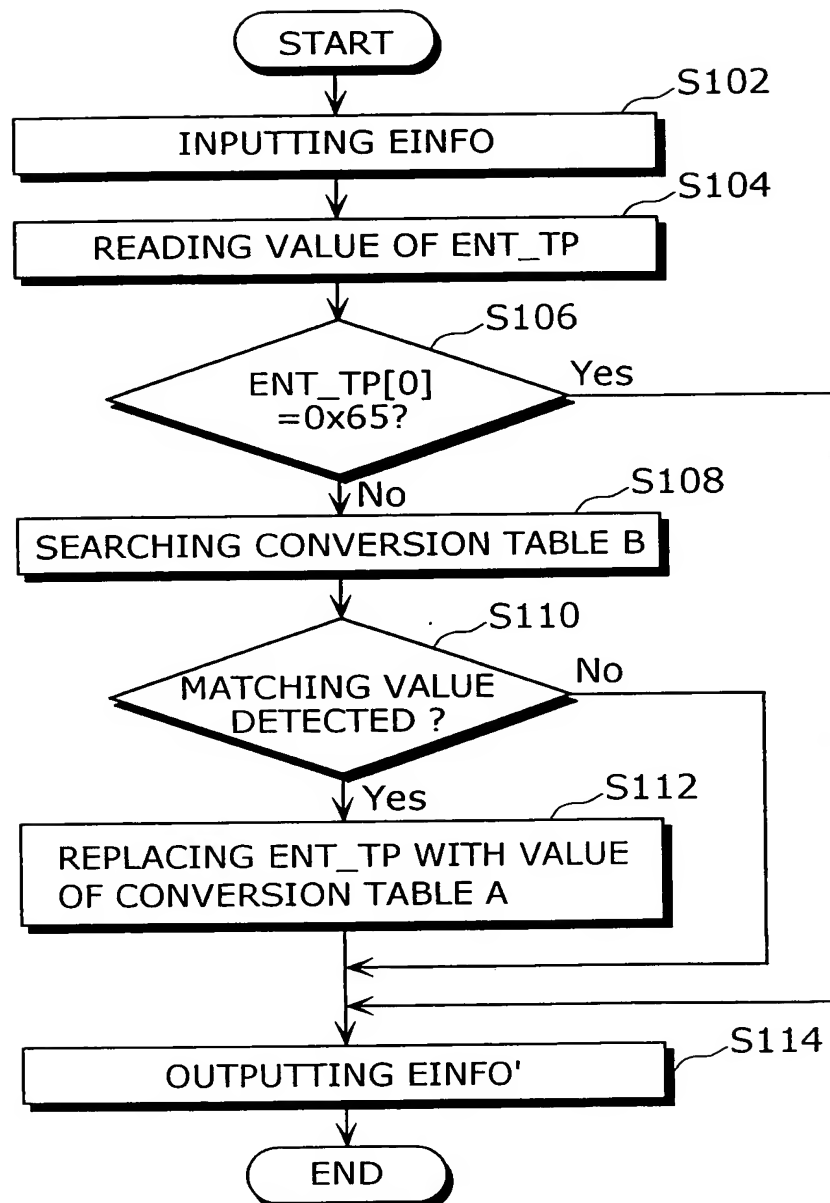 START
S102
INPUTTING EINFO
S104
READING VALUE OF ENT_TP
S106
ENT_TP[0]
=0x65?
Yes
No
S108
SEARCHING CONVERSION TABLE B
S110
MATCHING VALUE
DETECTED ?
No
Yes
S112
REPLACING ENT_TP WITH VALUE
OF CONVERSION TABLE A
S114
OUTPUTTING EINFO'
END